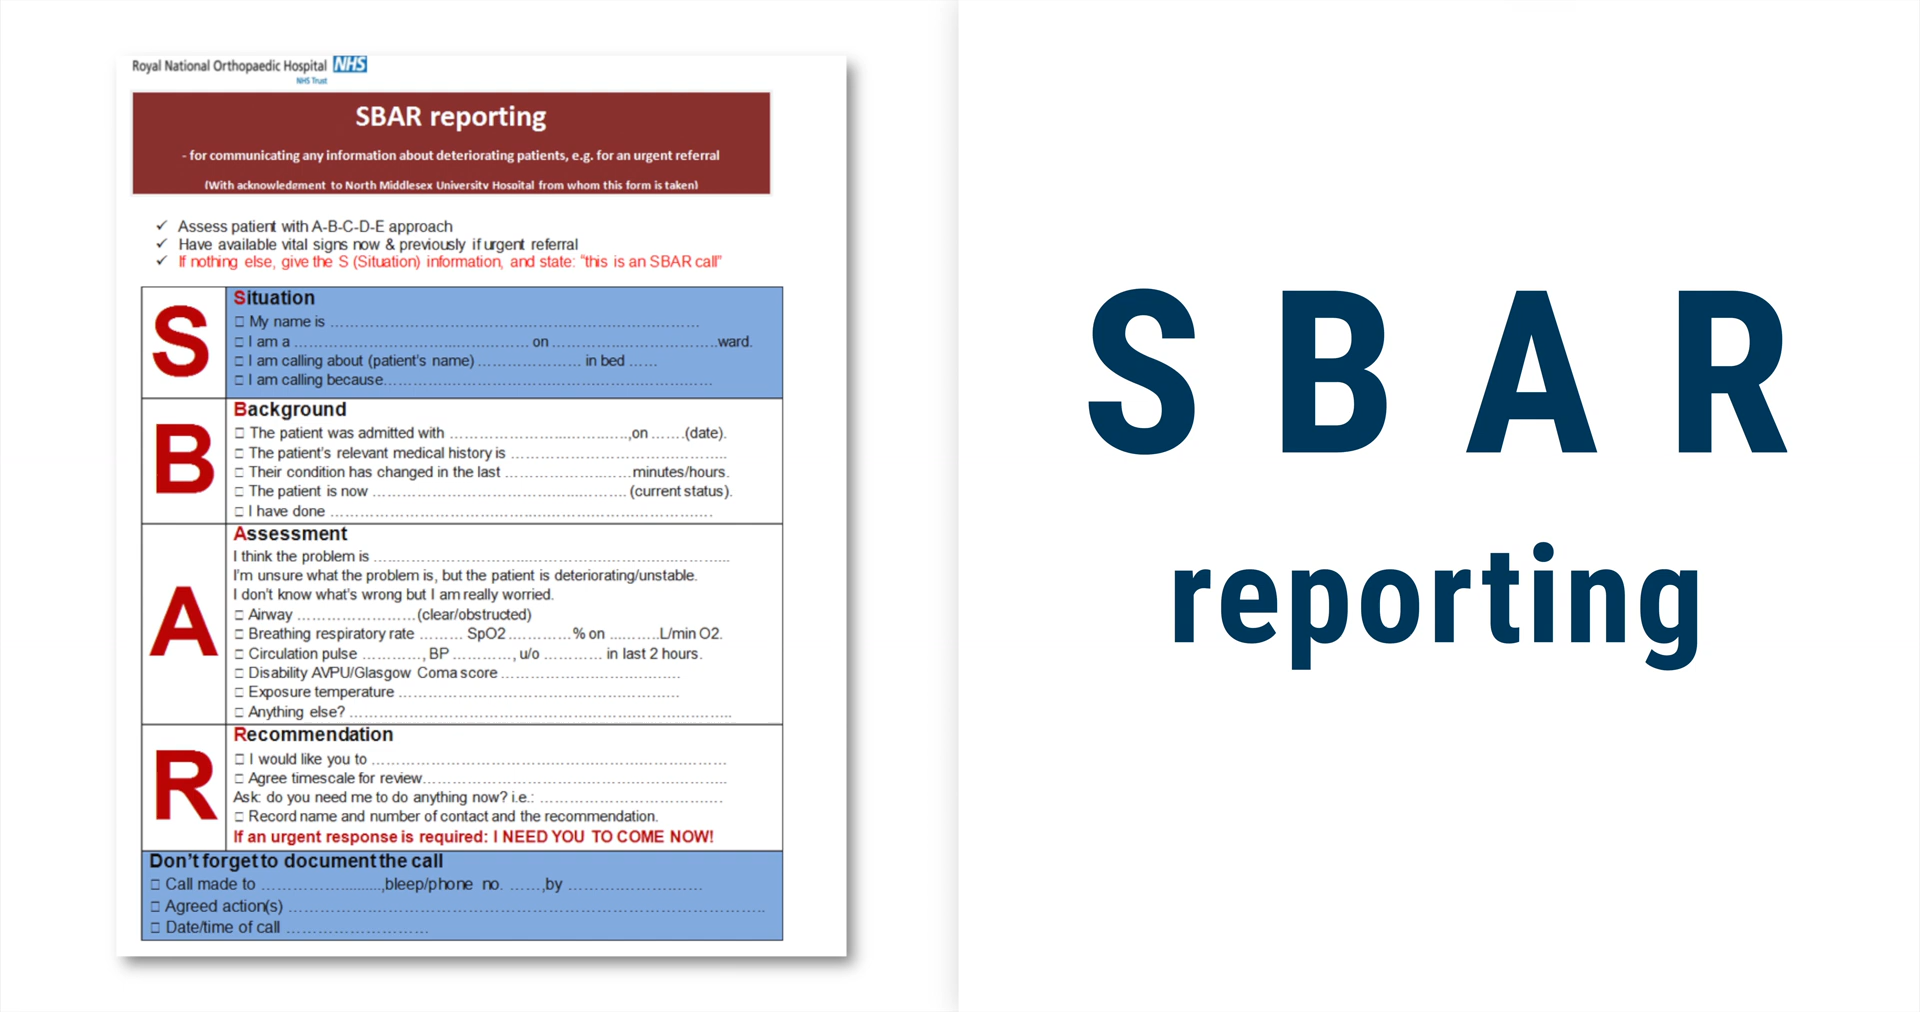 Royal National Orthopaedic Hospital NHS
NHS Trust
SBAR reporting
- for communicating any information about deteriorating patients, e.g. for an urgent referral
(With acknowledgment to North Middlesex University Hospital from whom this form is taken)
✓ Assess patient with A-B-C-D-E approach
✓ Have available vital signs now & previously if urgent referral
✓ If nothing else, give the S (Situation) information, and state: "this is an SBAR call"
S
Situation
□ My name is ……………………………………………
□ I am a …………………………… on ……………………ward.
□ I am calling about (patient's name) ………………… in bed ……
□ I am calling because………………………………………
B
Background
□ The patient was admitted with ………………………,on …….(date).
□ The patient's relevant medical history is ……………………………
□ Their condition has changed in the last ………………minutes/hours.
□ The patient is now ……………………………… (current status).
□ I have done ……………………………………………
A
Assessment
I think the problem is ………………………………………
I'm unsure what the problem is, but the patient is deteriorating/unstable.
I don't know what's wrong but I am really worried.
□ Airway ……………………(clear/obstructed)
□ Breathing respiratory rate ……… SpO2…………% on ………L/min O2.
□ Circulation pulse …………, BP …………, u/o ………… in last 2 hours.
□ Disability AVPU/Glasgow Coma score ……………………
□ Exposure temperature ………………………………
□ Anything else? ………………………………………
R
Recommendation
□ I would like you to ………………………………………
□ Agree timescale for review…………………………………
Ask: do you need me to do anything now? i.e.: ……………………
□ Record name and number of contact and the recommendation.
If an urgent response is required: I NEED YOU TO COME NOW!
Don't forget to document the call
□ Call made to ……………………,bleep/phone no. ……,by …………………
□ Agreed action(s) ……………………………………………………
□ Date/time of call ………………………
S B A R
reporting